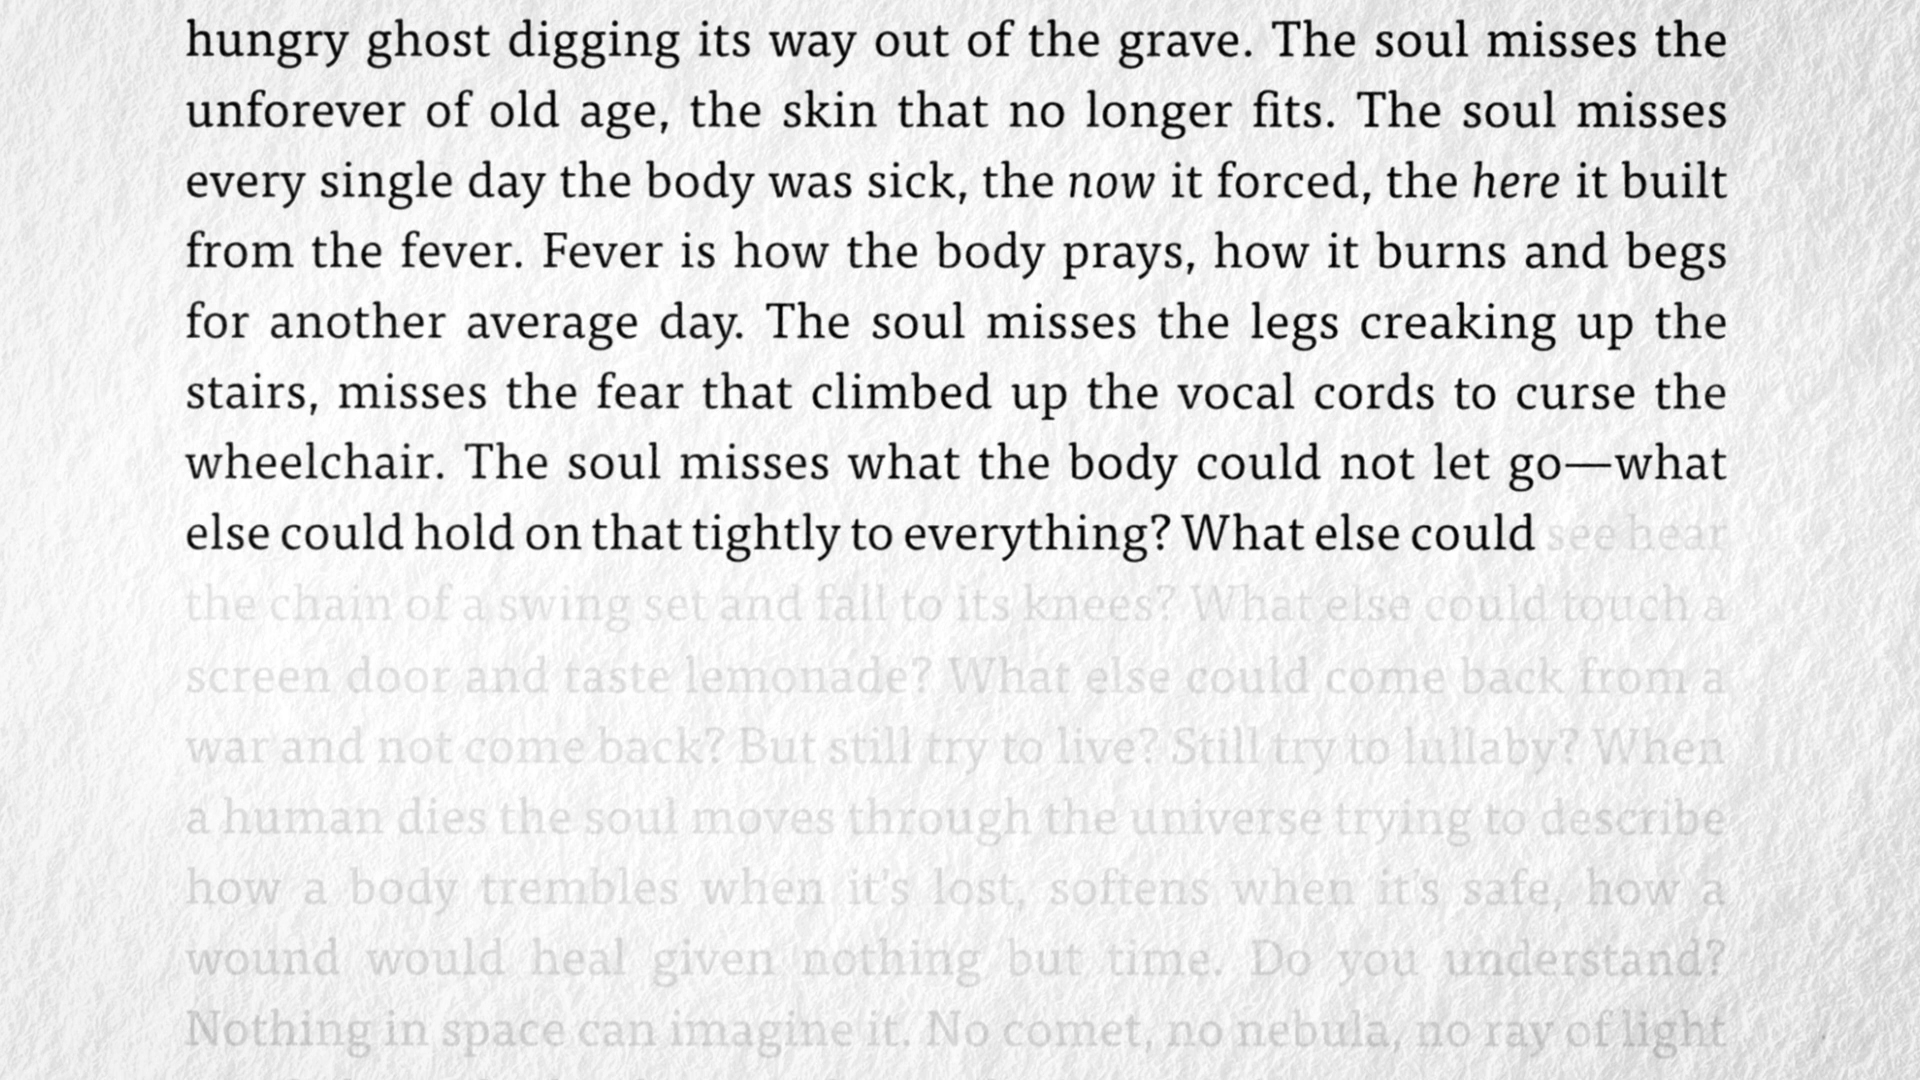 hungry ghost digging its way out of the grave. The soul misses the
unforever of old age, the skin that no longer fits. The soul misses
every single day the body was sick, the now it forced, the here it built
from the fever. Fever is how the body prays, how it burns and begs
for another average day. The soul misses the legs creaking up the
stairs, misses the fear that climbed up the vocal cords to curse the
wheelchair. The soul misses what the body could not let go—what
else could hold on that tightly to everything? What else could see hear
the chain of a swing set and fall to its knees? What else could touch a
screen door and taste lemonade? What else could come back from a
war and not come back? But still try to live? Still try to lullaby? When
a human dies the soul moves through the universe trying to describe
how a body trembles when it's lost, softens when it's safe, how a
wound would heal given nothing but time. Do you understand?
Nothing in space can imagine it. No comet, no nebula, no ray of light